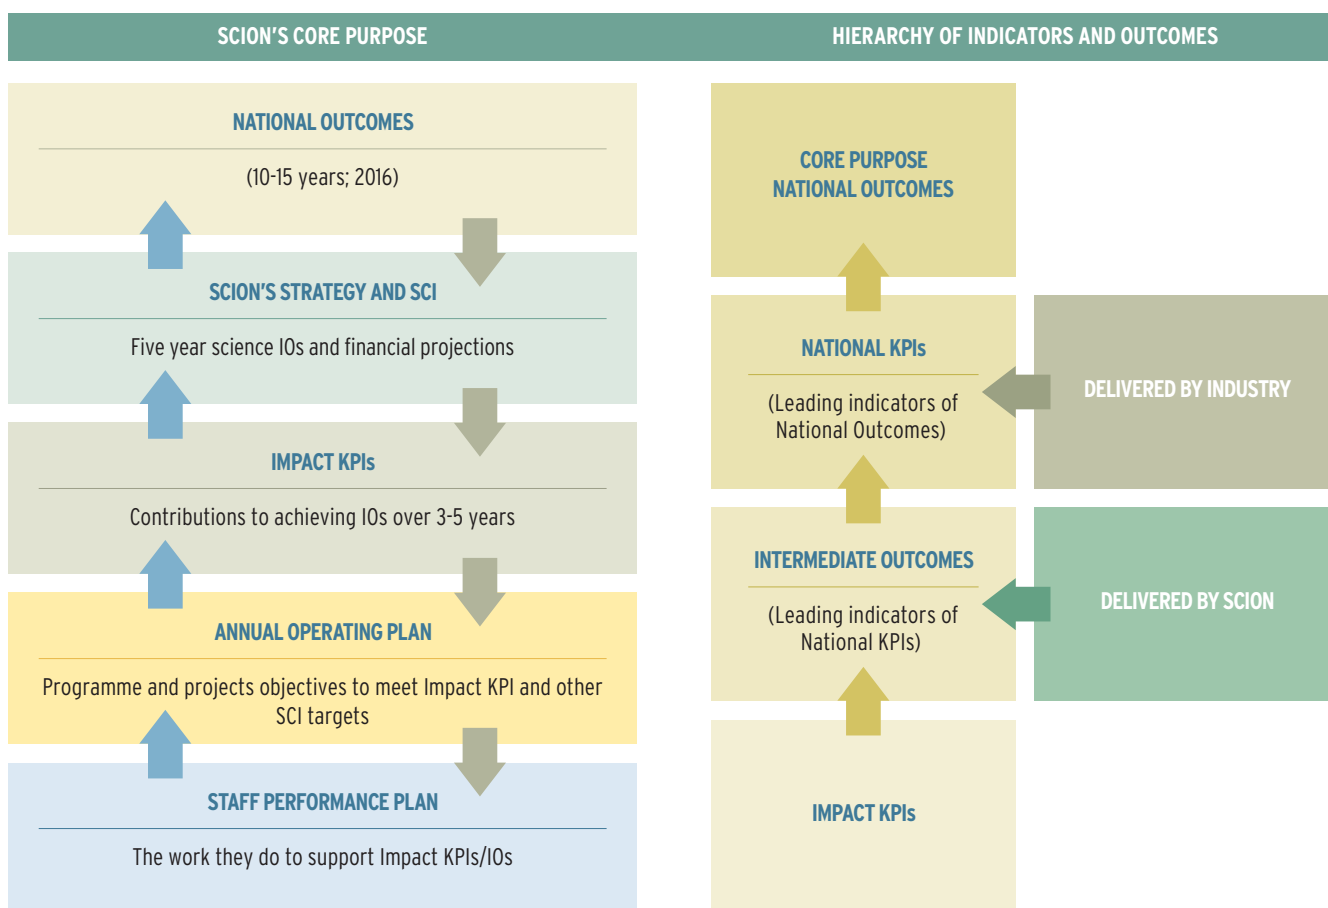 SCION'S CORE PURPOSE
HIERARCHY OF INDICATORS AND OUTCOMES
NATIONAL OUTCOMES
(10-15 years; 2016)
SCION'S STRATEGY AND SCI
Five year science IOs and financial projections
IMPACT KPIs
Contributions to achieving IOs over 3-5 years
ANNUAL OPERATING PLAN
Programme and projects objectives to meet Impact KPI and other
SCI targets
STAFF PERFORMANCE PLAN
The work they do to support Impact KPIs/IOs
CORE PURPOSE
NATIONAL OUTCOMES
NATIONAL KPIs
(Leading indicators of
National Outcomes)
DELIVERED BY INDUSTRY
INTERMEDIATE OUTCOMES
(Leading indicators of
National KPIs)
DELIVERED BY SCION
IMPACT KPIs